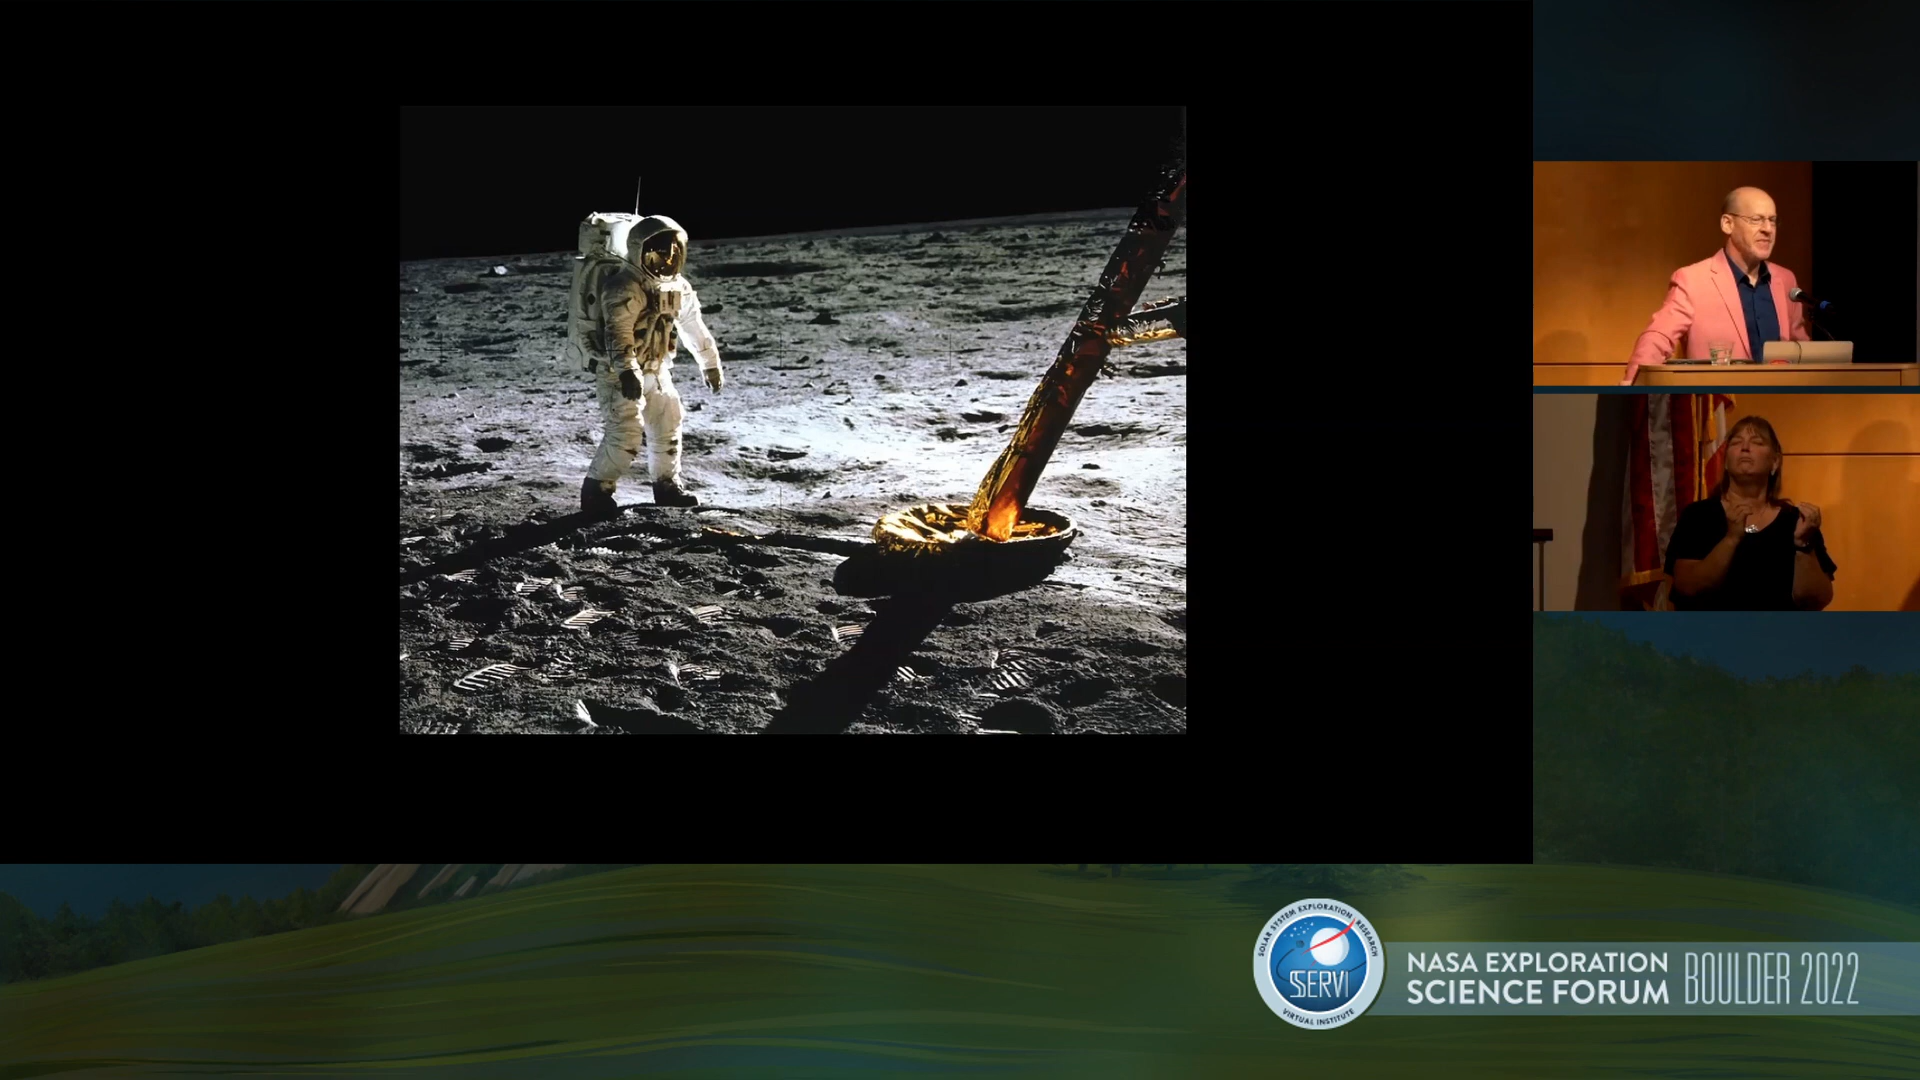 SOLAR SYSTEM EXPLORATION RESEARCH
SSERVI
VIRTUAL INSTITUTE
NASA EXPLORATION
SCIENCE FORUM
BOULDER 2022